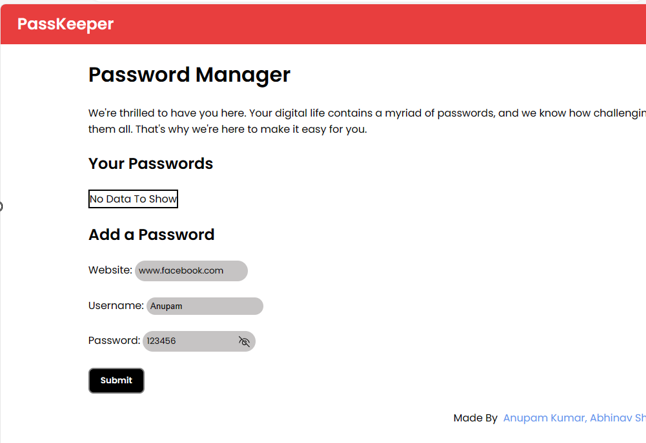 PassKeeper
Password Manager
We're thrilled to have you here. Your digital life contains a myriad of passwords, and we know how challengin
them all. That's why we're here to make it easy for you.
Your Passwords
No Data To Show
Add a Password
Website: www.facebook.com
Username: Anupam
Password: 123456
Submit
Made By Anupam Kumar, Abhinav Sh